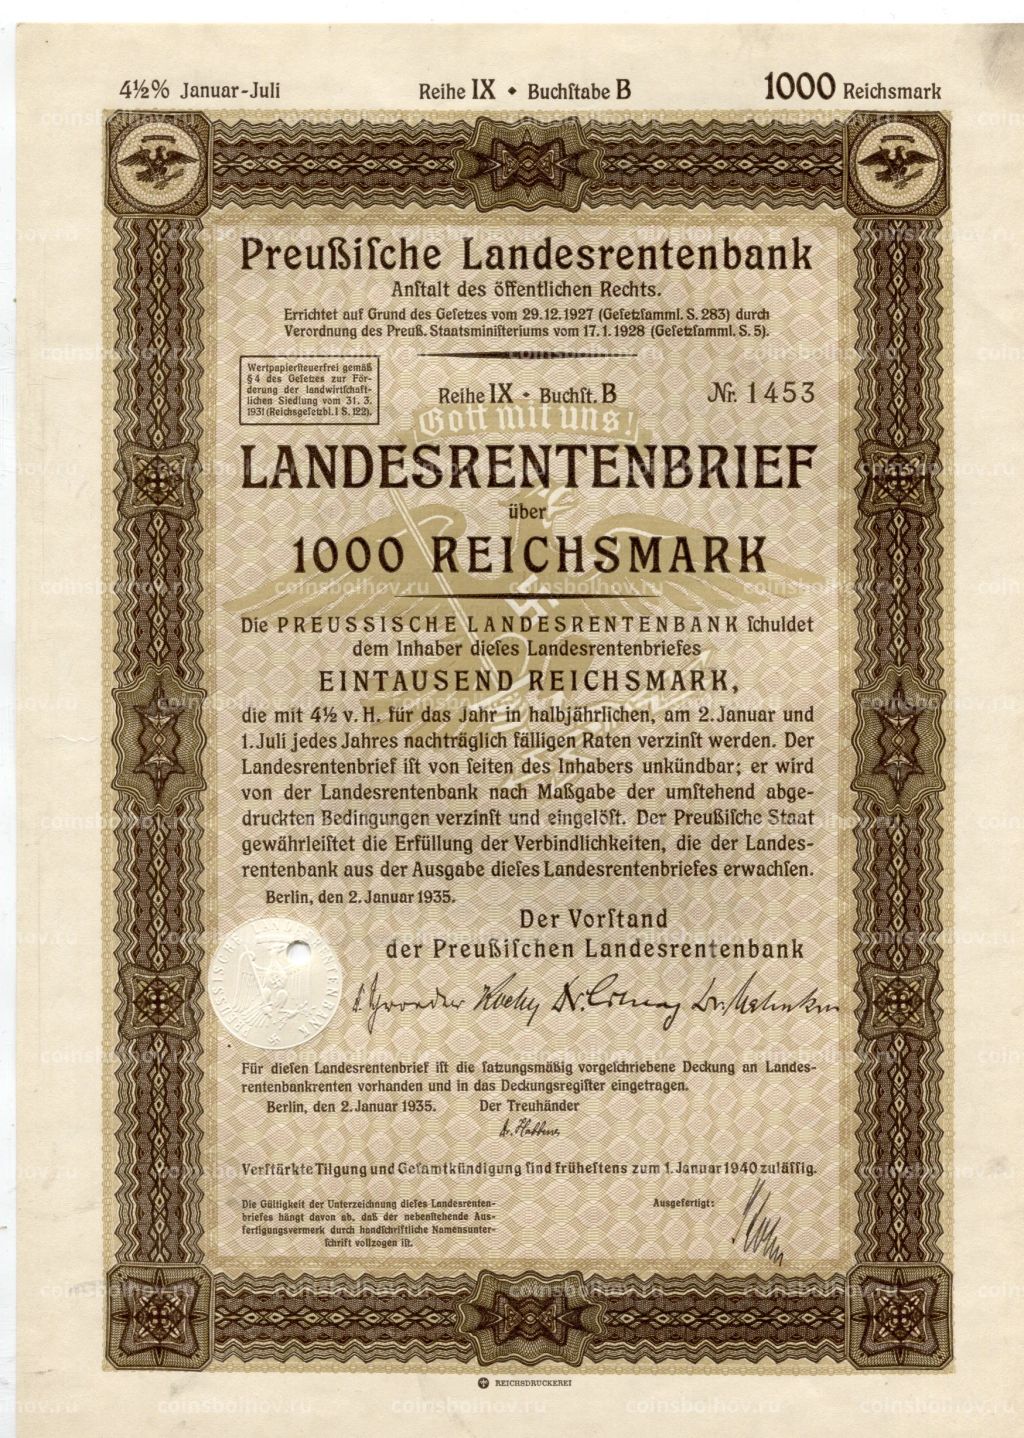 4½% Januar-Juli
Reihe IX • Buchſtabe B
1000 Reichsmark
Preußiſche Landesrentenbank
Anſtalt des öffentlichen Rechts.
Errichtet auf Grund des Geſetzes vom 29.12.1927 (Geſetzſamml. S. 283) durch
Verordnung des Preuß. Staatsminiſteriums vom 17.1.1928 (Geſetzſamml. S. 5).
Wertpapierſteuerfrei gemäß
§ 4 des Geſetzes zur För-
derung der landwirtſchaft-
lichen Siedlung vom 31. 3.
1931 (Reichsgeſetzbl. I S. 122).
Reihe IX • Buchſt. B
Nr. 1453
Gott mit uns!
LANDESRENTENBRIEF
über
1000 REICHSMARK
Die PREUSSISCHE LANDESRENTENBANK ſchuldet
dem Inhaber dieſes Landesrentenbriefes
EINTAUSEND REICHSMARK,
die mit 4½ v. H. für das Jahr in halbjährlichen, am 2. Januar und
1. Juli jedes Jahres nachträglich fälligen Raten verzinſt werden. Der
Landesrentenbrief iſt von ſeiten des Inhabers unkündbar; er wird
von der Landesrentenbank nach Maßgabe der umſtehend abge-
druckten Bedingungen verzinſt und eingelöſt. Der Preußiſche Staat
gewährleiſtet die Erfüllung der Verbindlichkeiten, die der Landes-
rentenbank aus der Ausgabe dieſes Landesrentenbriefes erwachſen.
Berlin, den 2. Januar 1935.
Der Vorſtand
der Preußiſchen Landesrentenbank
PREUSSISCHE LANDESRENTENBANK
Für dieſen Landesrentenbrief iſt die ſatzungsmäßig vorgeſchriebene Deckung an Landes-
rentenbankrenten vorhanden und in das Deckungsregiſter eingetragen.
Berlin, den 2. Januar 1935.
Der Treuhänder
Verſtärkte Tilgung und Geſamtkündigung ſind früheſtens zum 1. Januar 1940 zuläſſig.
Die Gültigkeit der Unterzeichnung dieſes Landesrenten-
briefes hängt davon ab, daß der nebenſtehende Aus-
fertigungsvermerk durch handſchriftliche Namensunter-
ſchrift vollzogen iſt.
Ausgefertigt:
REICHSDRUCKEREI
coinsbolhov.ru